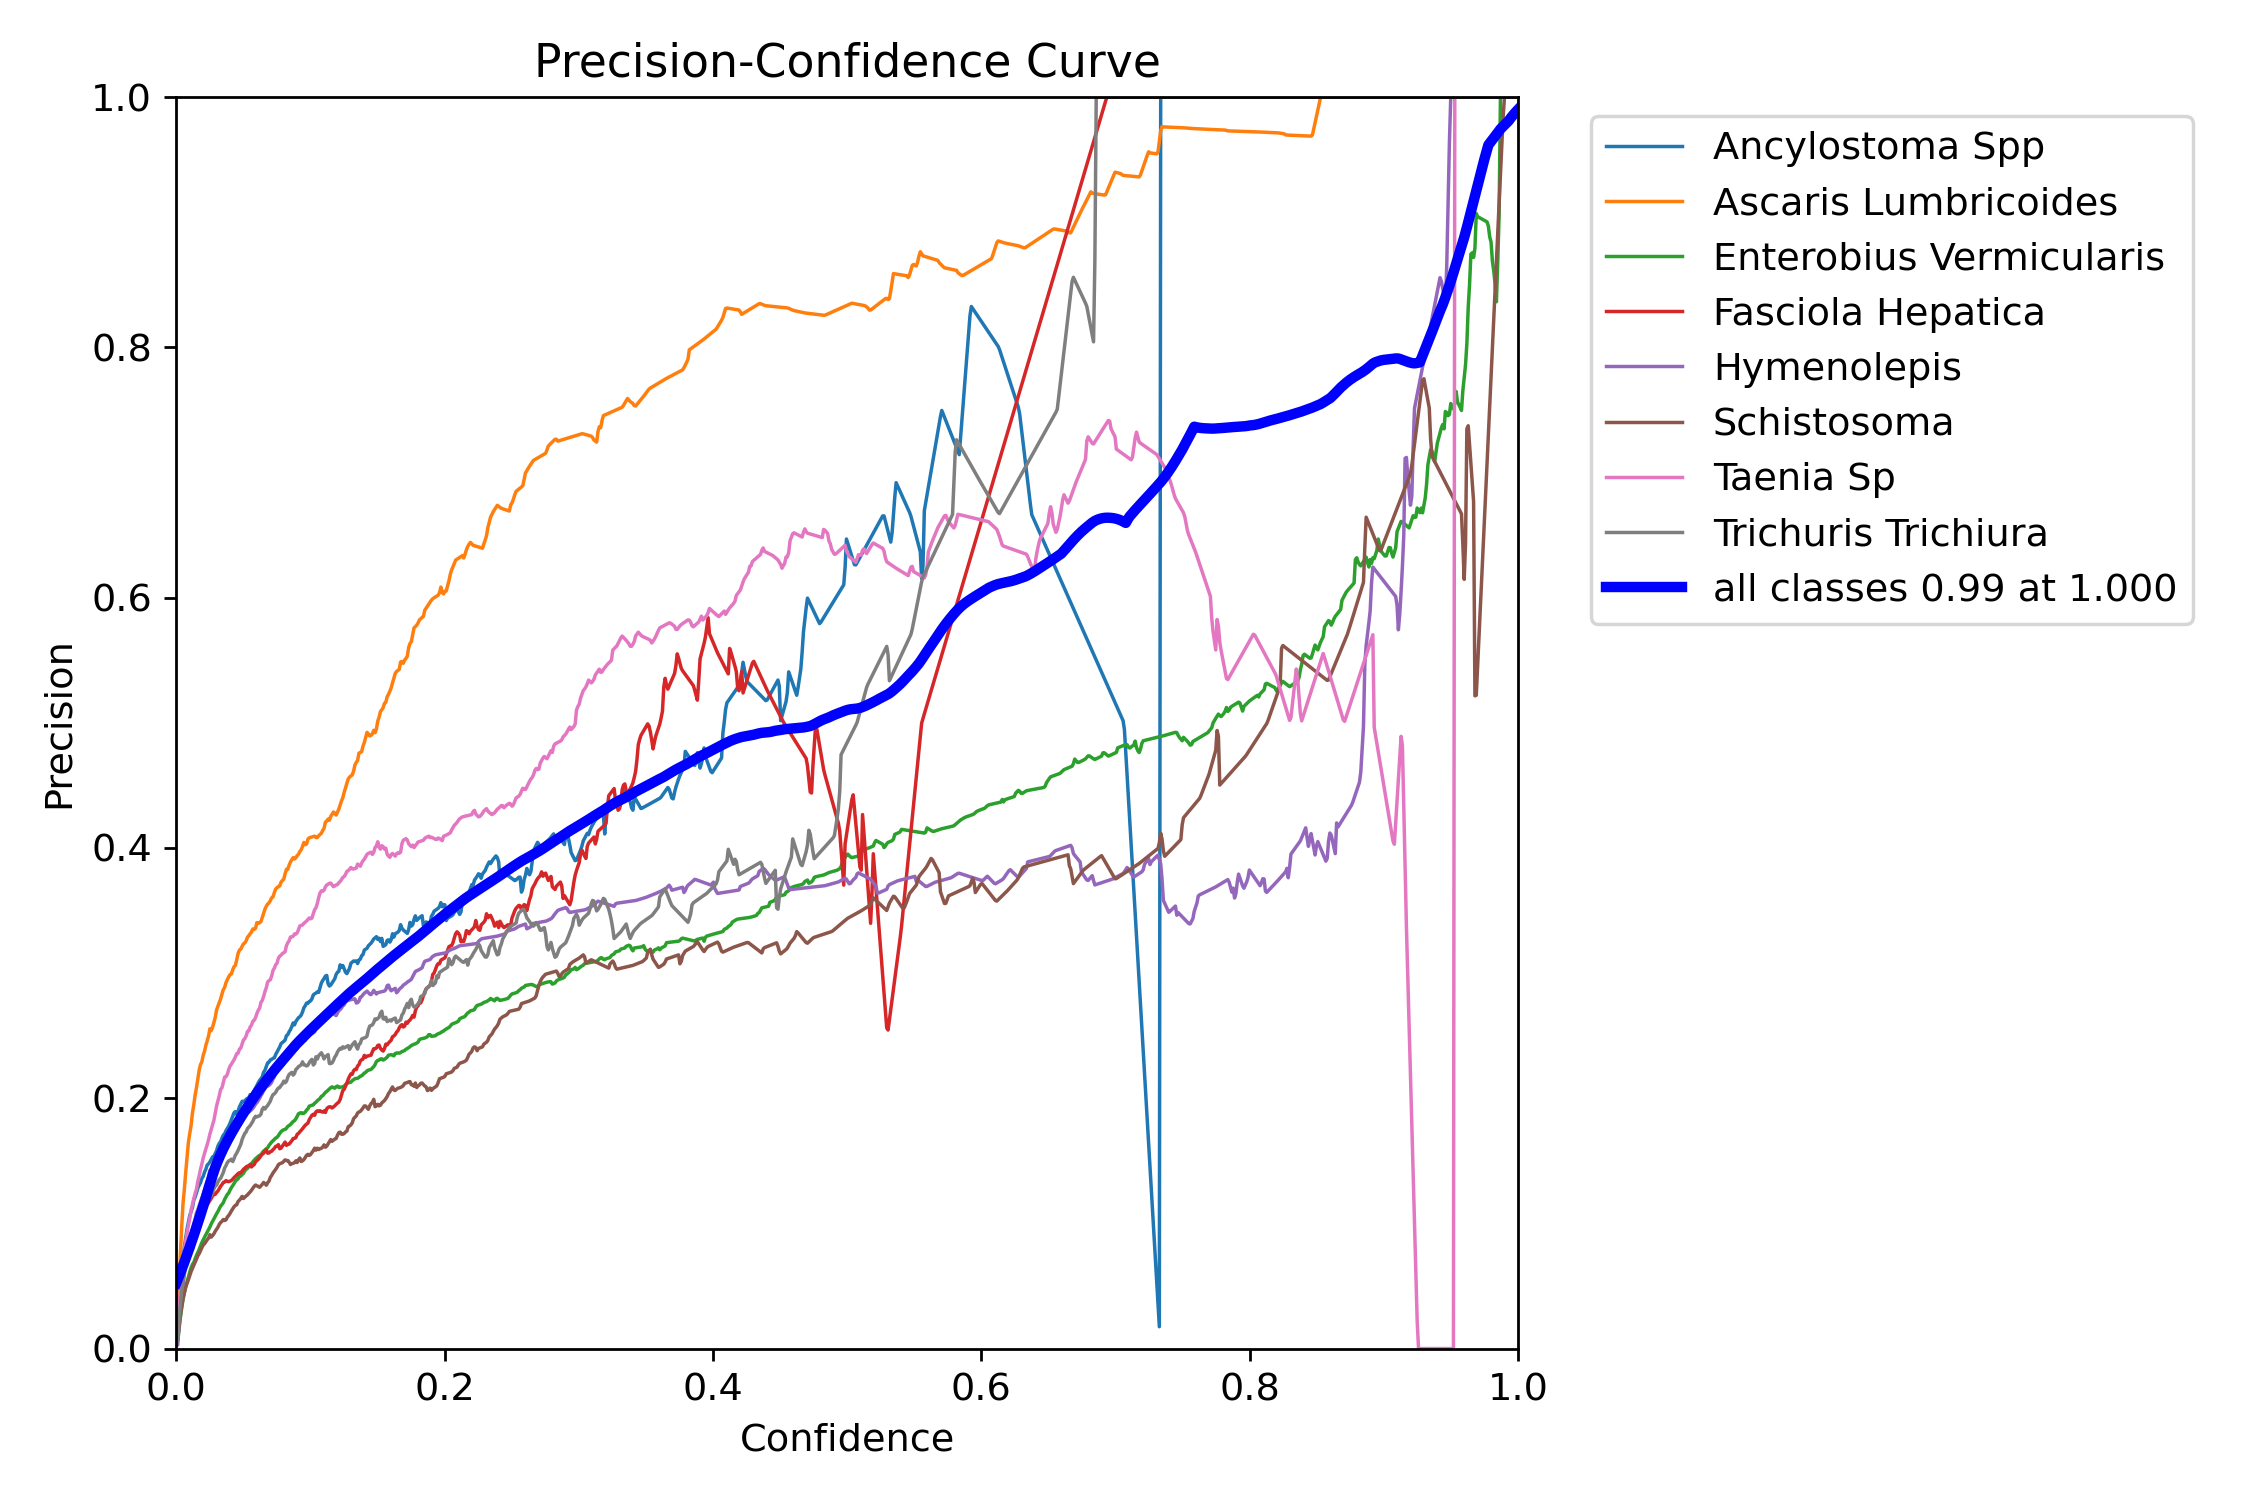 Precision-Confidence Curve
1.0
0.8
0.6
0.4
0.2
0.0
Precision
0.0 0.2 0.4 0.6 0.8 1.0
Confidence
Ancylostoma Spp
Ascaris Lumbricoides
Enterobius Vermicularis
Fasciola Hepatica
Hymenolepis
Schistosoma
Taenia Sp
Trichuris Trichiura
all classes 0.99 at 1.000